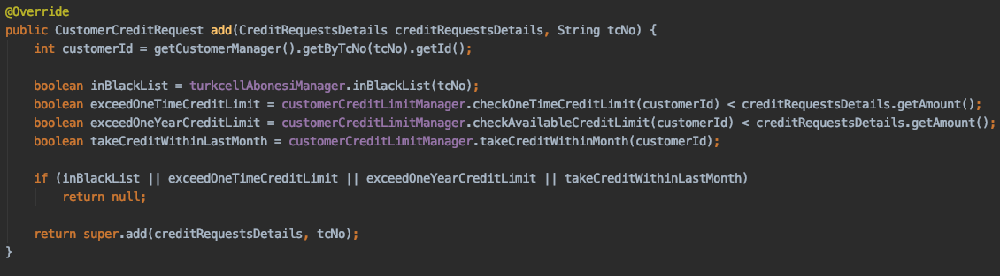 @Override
public CustomerCreditRequest add(CreditRequestsDetails creditRequestsDetails, String tcNo) {
    int customerId = getCustomerManager().getByTcNo(tcNo).getId();

    boolean inBlackList = turkcellAbonesiManager.inBlackList(tcNo);
    boolean exceedOneTimeCreditLimit = customerCreditLimitManager.checkOneTimeCreditLimit(customerId) < creditRequestsDetails.getAmount();
    boolean exceedOneYearCreditLimit = customerCreditLimitManager.checkAvailableCreditLimit(customerId) < creditRequestsDetails.getAmount();
    boolean takeCreditWithinLastMonth = customerCreditLimitManager.takeCreditWithinMonth(customerId);

    if (inBlackList || exceedOneTimeCreditLimit || exceedOneYearCreditLimit || takeCreditWithinLastMonth)
        return null;

    return super.add(creditRequestsDetails, tcNo);
}